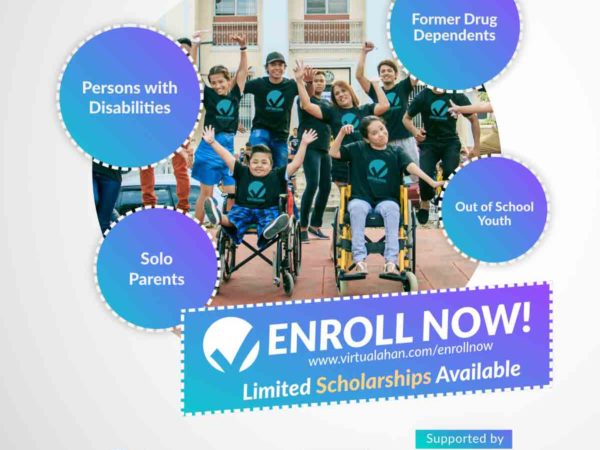 Former Drug
Dependents
Persons with
Disabilities
Out of School
Youth
Solo
Parents
ENROLL NOW!
www.virtualahan.com/enrollnow
Limited Scholarships Available
Supported by